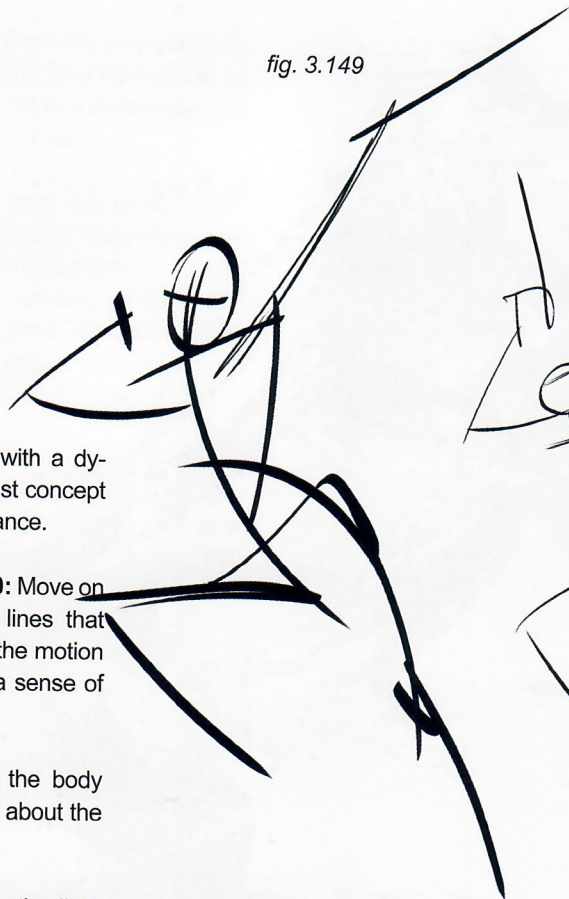 fig. 3.149
with a dy-
st concept
ance.
): Move on
lines that
the motion
a sense of
the body
about the